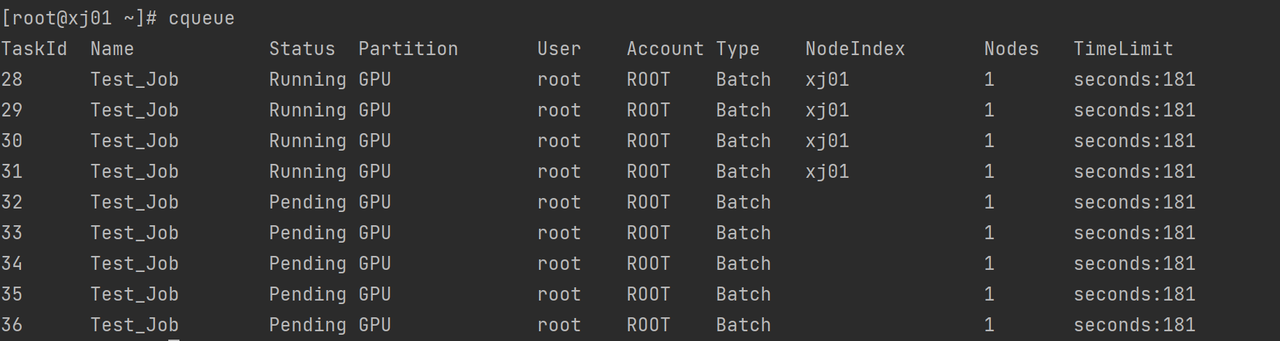 [root@xj01 ~]# cqueue
TaskId  Name            Status  Partition       User    Account Type    NodeIndex       Nodes   TimeLimit
28      Test_Job        Running GPU             root    ROOT    Batch   xj01            1       seconds:181
29      Test_Job        Running GPU             root    ROOT    Batch   xj01            1       seconds:181
30      Test_Job        Running GPU             root    ROOT    Batch   xj01            1       seconds:181
31      Test_Job        Running GPU             root    ROOT    Batch   xj01            1       seconds:181
32      Test_Job        Pending GPU             root    ROOT    Batch                   1       seconds:181
33      Test_Job        Pending GPU             root    ROOT    Batch                   1       seconds:181
34      Test_Job        Pending GPU             root    ROOT    Batch                   1       seconds:181
35      Test_Job        Pending GPU             root    ROOT    Batch                   1       seconds:181
36      Test_Job        Pending GPU             root    ROOT    Batch                   1       seconds:181